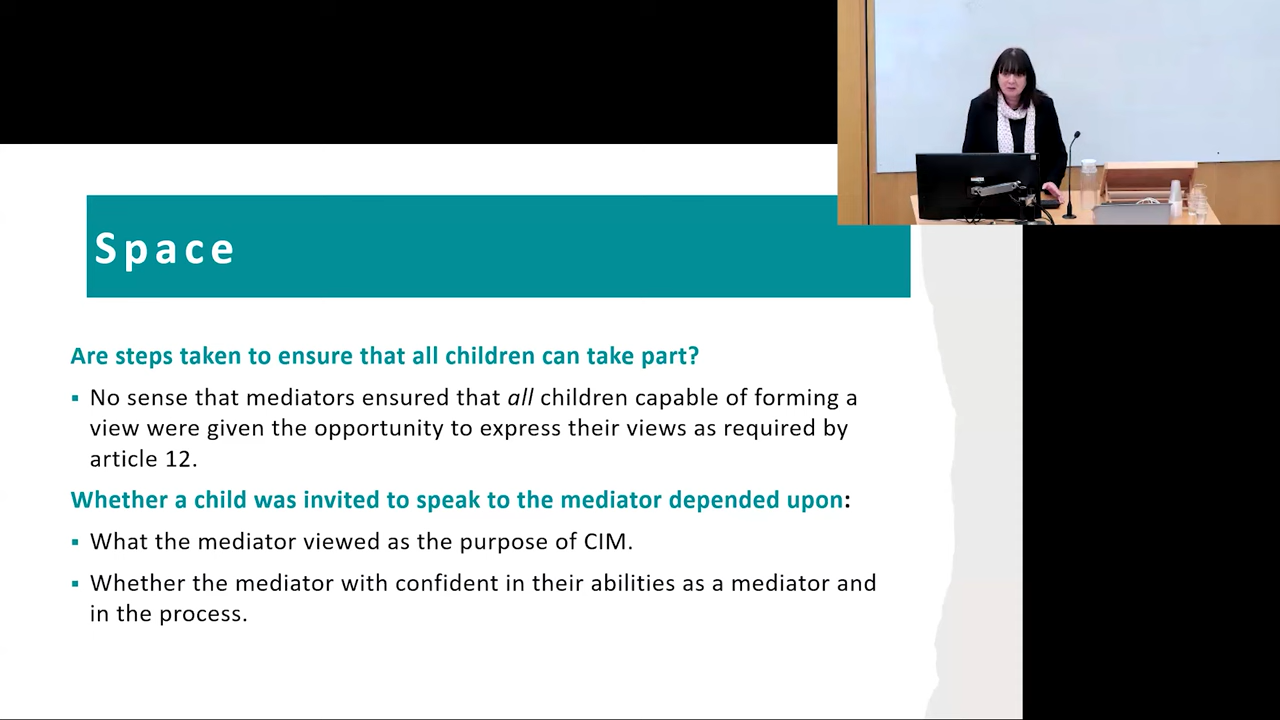 Space
Are steps taken to ensure that all children can take part?
▪ No sense that mediators ensured that all children capable of forming a
view were given the opportunity to express their views as required by
article 12.
Whether a child was invited to speak to the mediator depended upon:
▪ What the mediator viewed as the purpose of CIM.
▪ Whether the mediator with confident in their abilities as a mediator and
in the process.